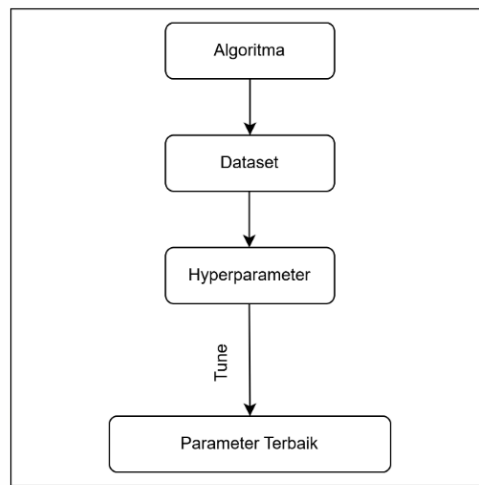 Algoritma
Dataset
Hyperparameter
Tune
Parameter Terbaik